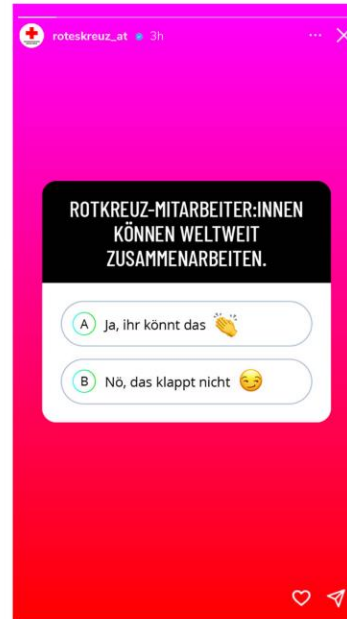 roteskreuz_at 3h
ROTKREUZ-MITARBEITER:INNEN
KÖNNEN WELTWEIT
ZUSAMMENARBEITEN.
A Ja, ihr könnt das 👏
B Nö, das klappt nicht 😏